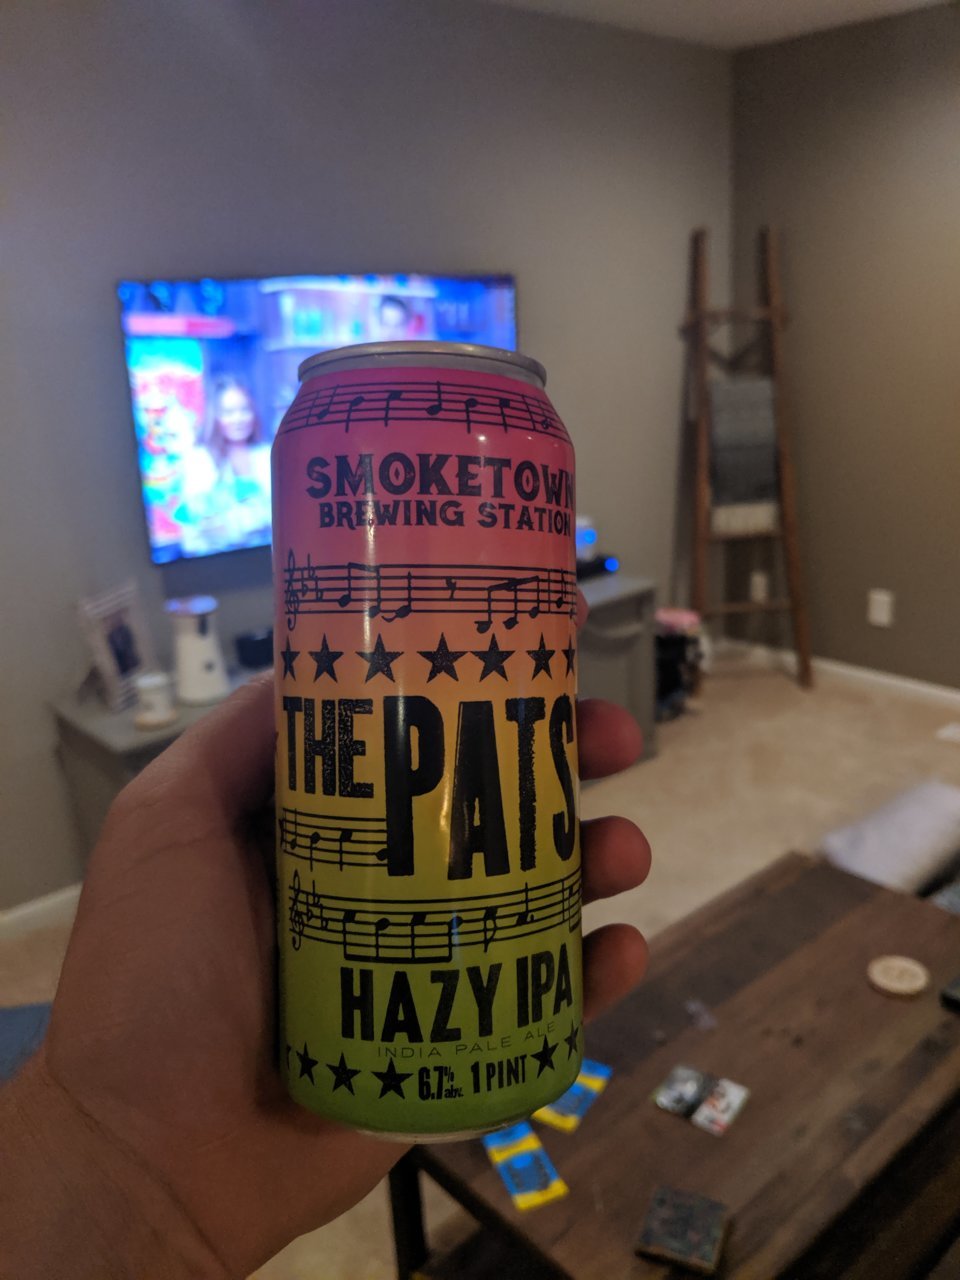 SMOKETOWN
BREWING STATION
THE PATS
HAZY IPA
INDIA PALE ALE
6.7% abv. 1 PINT